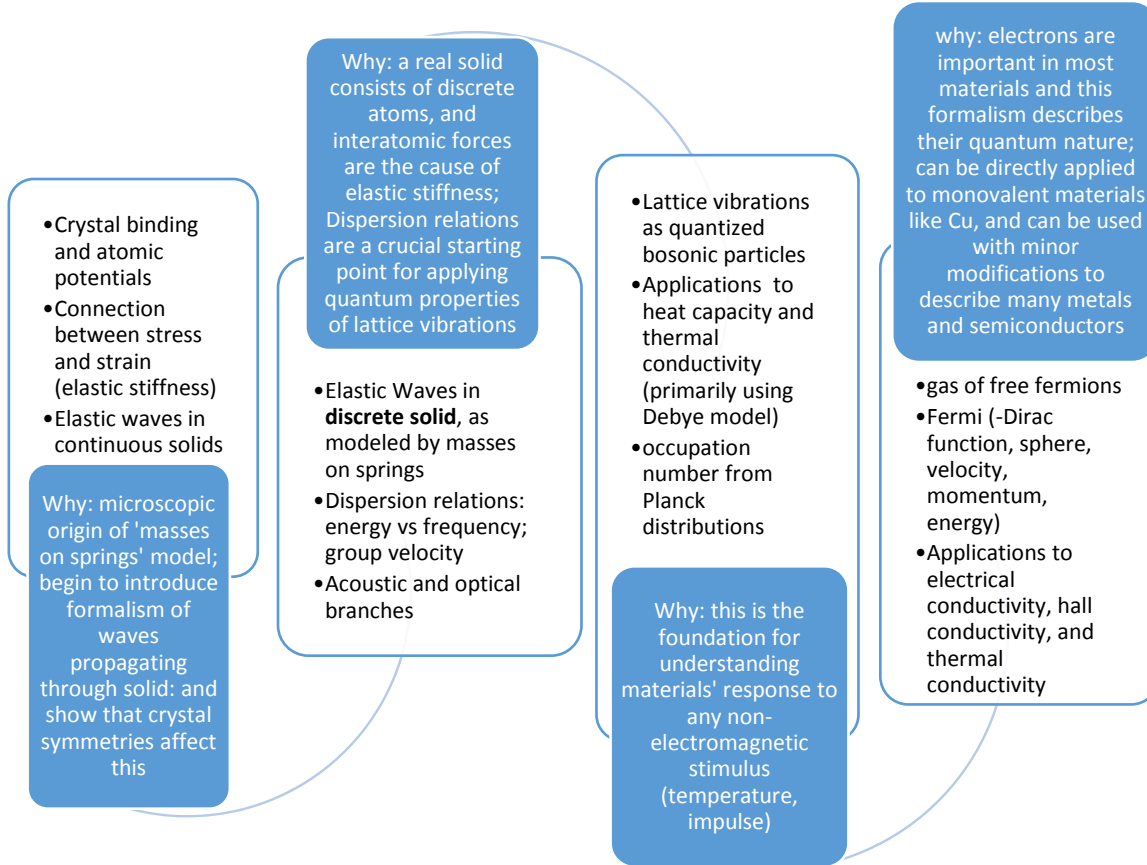 •Crystal binding
and atomic
potentials
•Connection
between stress
and strain
(elastic stiffness)
•Elastic waves in
continuous solids
Why: microscopic
origin of 'masses
on springs' model;
begin to introduce
formalism of
waves
propagating
through solid: and
show that crystal
symmetries affect
this
Why: a real solid
consists of discrete
atoms, and
interatomic forces
are the cause of
elastic stiffness;
Dispersion relations
are a crucial starting
point for applying
quantum properties
of lattice vibrations
•Elastic Waves in
discrete solid, as
modeled by masses
on springs
•Dispersion relations:
energy vs frequency;
group velocity
•Acoustic and optical
branches
•Lattice vibrations
as quantized
bosonic particles
•Applications to
heat capacity and
thermal
conductivity
(primarily using
Debye model)
•occupation
number from
Planck
distributions
Why: this is the
foundation for
understanding
materials' response to
any non-
electromagnetic
stimulus
(temperature,
impulse)
why: electrons are
important in most
materials and this
formalism describes
their quantum nature;
can be directly applied
to monovalent materials
like Cu, and can be used
with minor
modifications to
describe many metals
and semiconductors
•gas of free fermions
•Fermi (-Dirac
function, sphere,
velocity,
momentum,
energy)
•Applications to
electrical
conductivity, hall
conductivity, and
thermal
conductivity